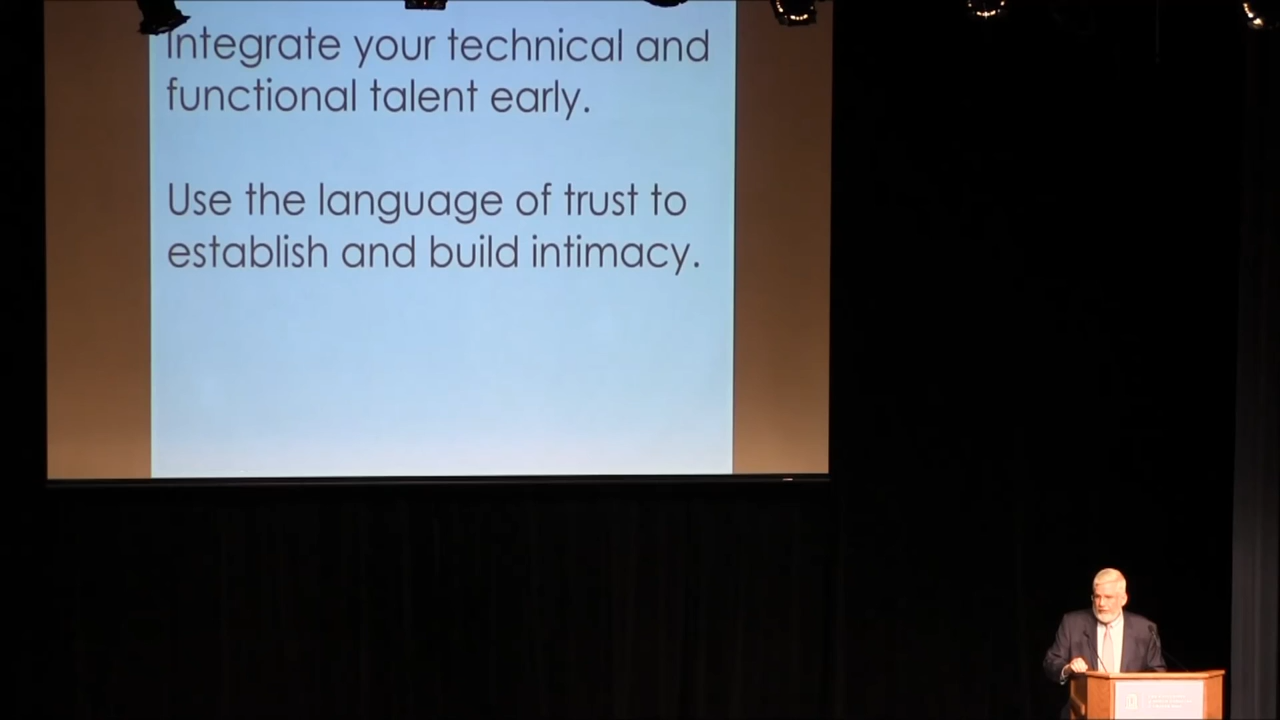 Integrate your technical and
functional talent early.
Use the language of trust to
establish and build intimacy.